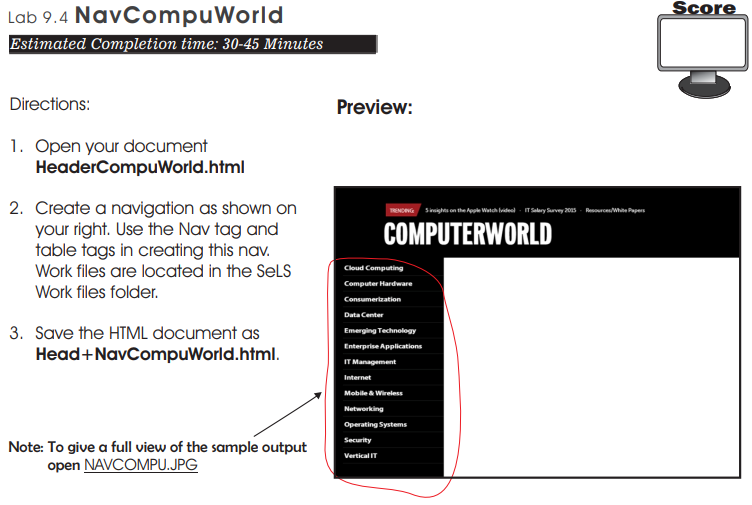 Lab 9.4 NavCompuWorld
Score
Estimated Completion time: 30-45 Minutes
Directions:
1. Open your document
HeaderCompuWorld.html
2. Create a navigation as shown on
your right. Use the Nav tag and
table tags in creating this nav.
Work files are located in the SeLS
Work files folder.
3. Save the HTML document as
Head+NavCompuWorld.html.
Note: To give a full view of the sample output
open NAVCOMPU.JPG
Preview:
TRENDING: 5 insights on the Apple Watch (video) · IT Salary Survey 2015 · Resources/White Papers
COMPUTERWORLD
Cloud Computing
Computer Hardware
Consumerization
Data Center
Emerging Technology
Enterprise Applications
IT Management
Internet
Mobile & Wireless
Networking
Operating Systems
Security
Vertical IT